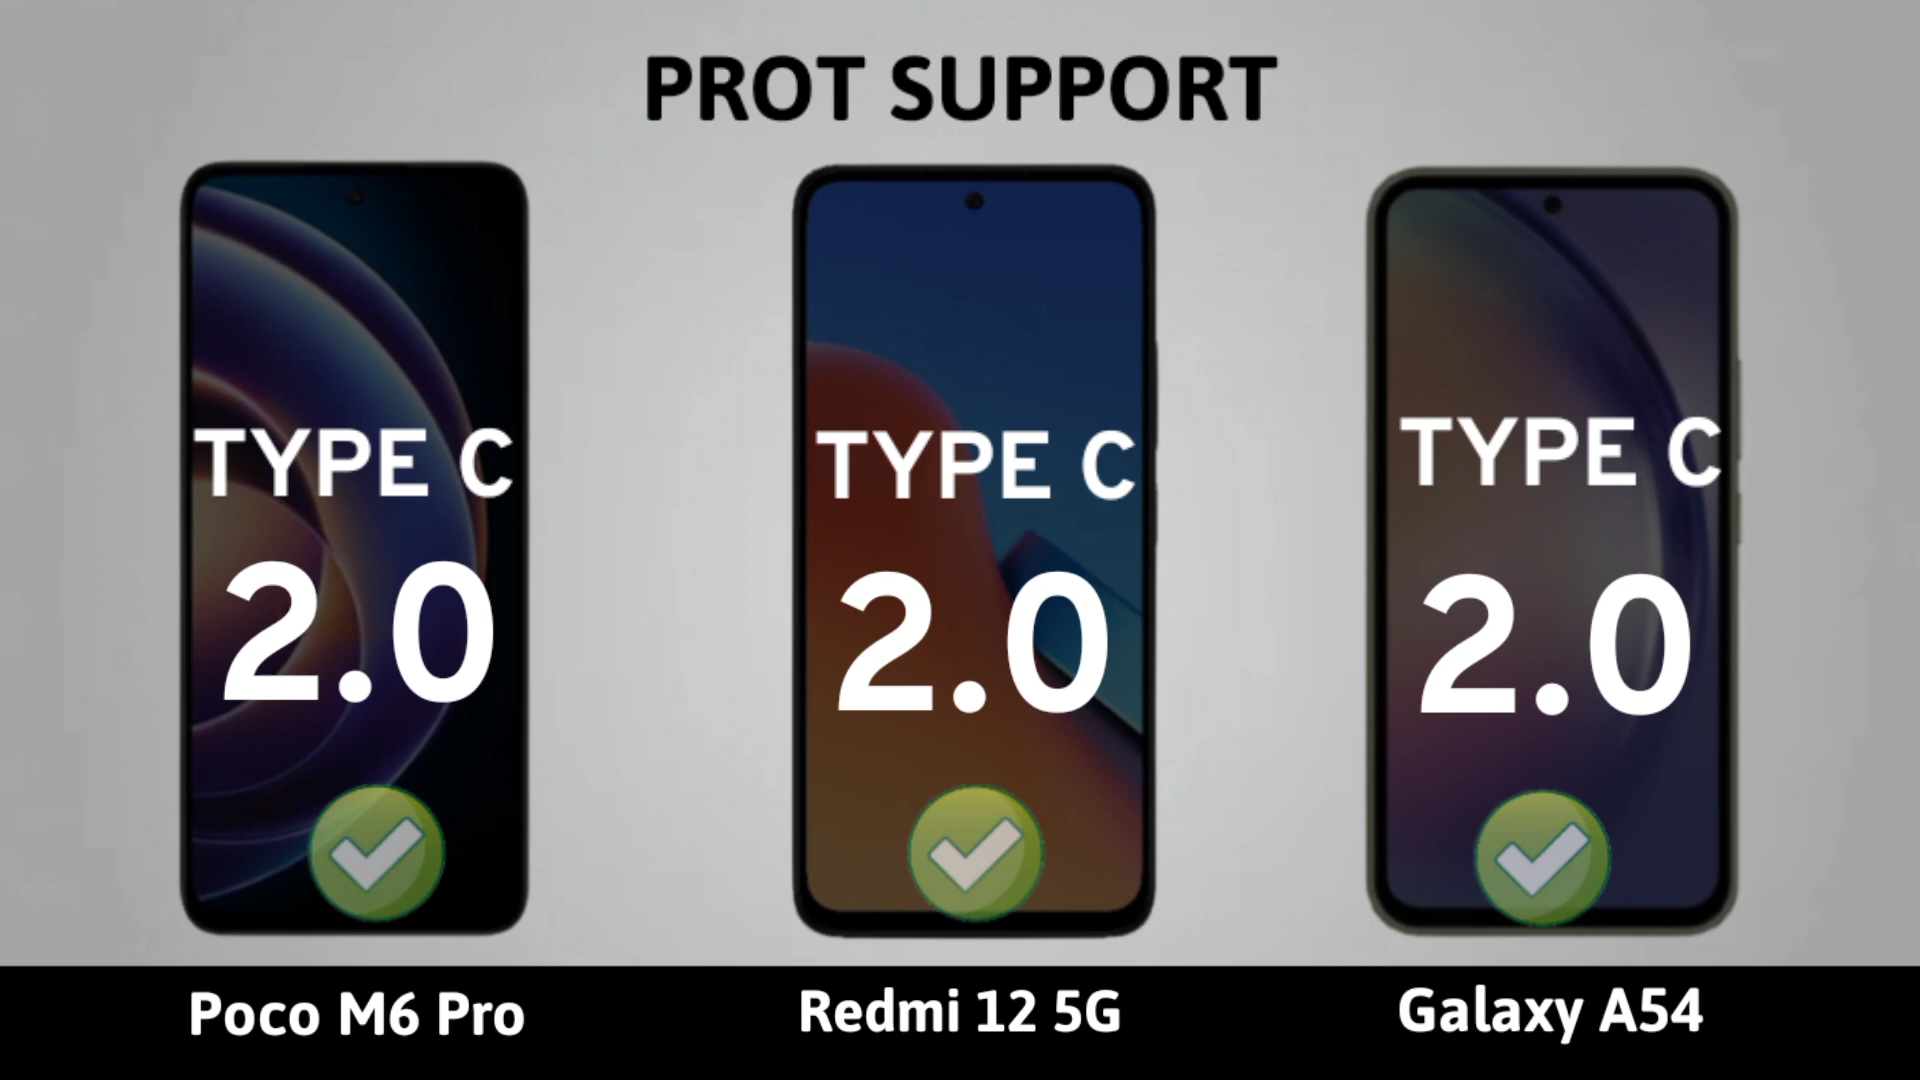 PROT SUPPORT
TYPE C
2.0
TYPE C
2.0
TYPE C
2.0
Poco M6 Pro
Redmi 12 5G
Galaxy A54